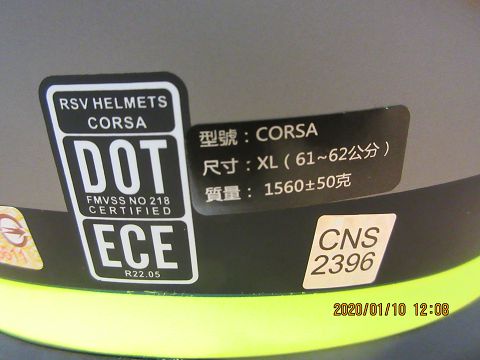 RSV HELMETS
CORSA
DOT
FMVSS NO 218
CERTIFIED
ECE
R22.05
型號：CORSA
尺寸：XL（61~62公分）
質量：1560±50克
CNS
2396
2020/01/10 12:08